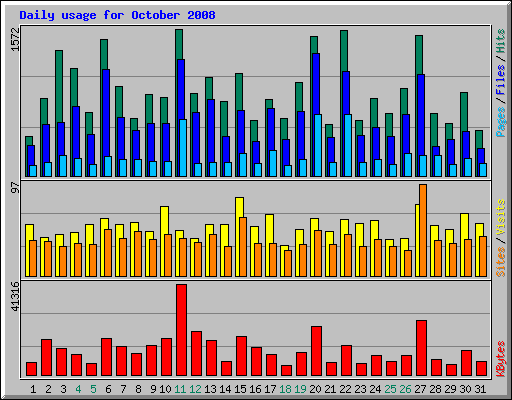 Daily usage for October 2008
1572
Pages / Files / Hits
97
Sites / Visits
41316
KBytes
1 2 3 4 5 6 7 8 9 10 11 12 13 14 15 16 17 18 19 20 21 22 23 24 25 26 27 28 29 30 31